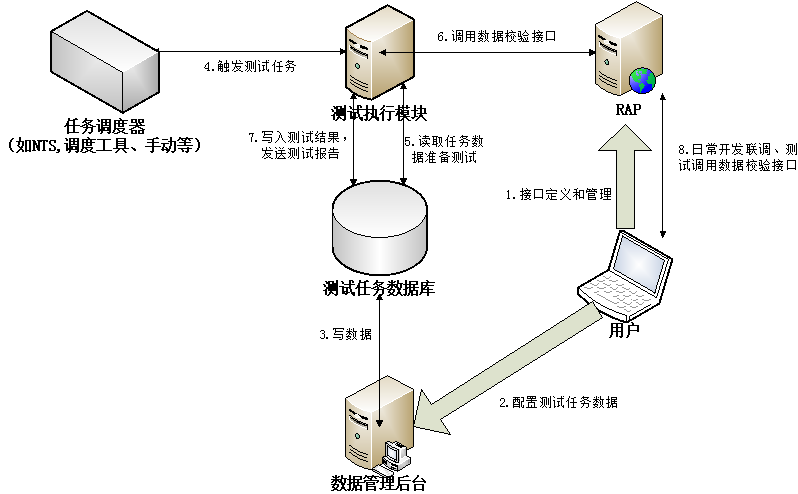 6.调用数据校验接口
4.触发测试任务
测试执行模块
RAP
任务调度器
（如NTS,调度工具、手动等）
7.写入测试结果，
发送测试报告
5.读取任务数
据准备测试
8.日常开发联调、测
试调用数据校验接口
1.接口定义和管理
测试任务数据库
用户
3.写数据
2.配置测试任务数据
数据管理后台